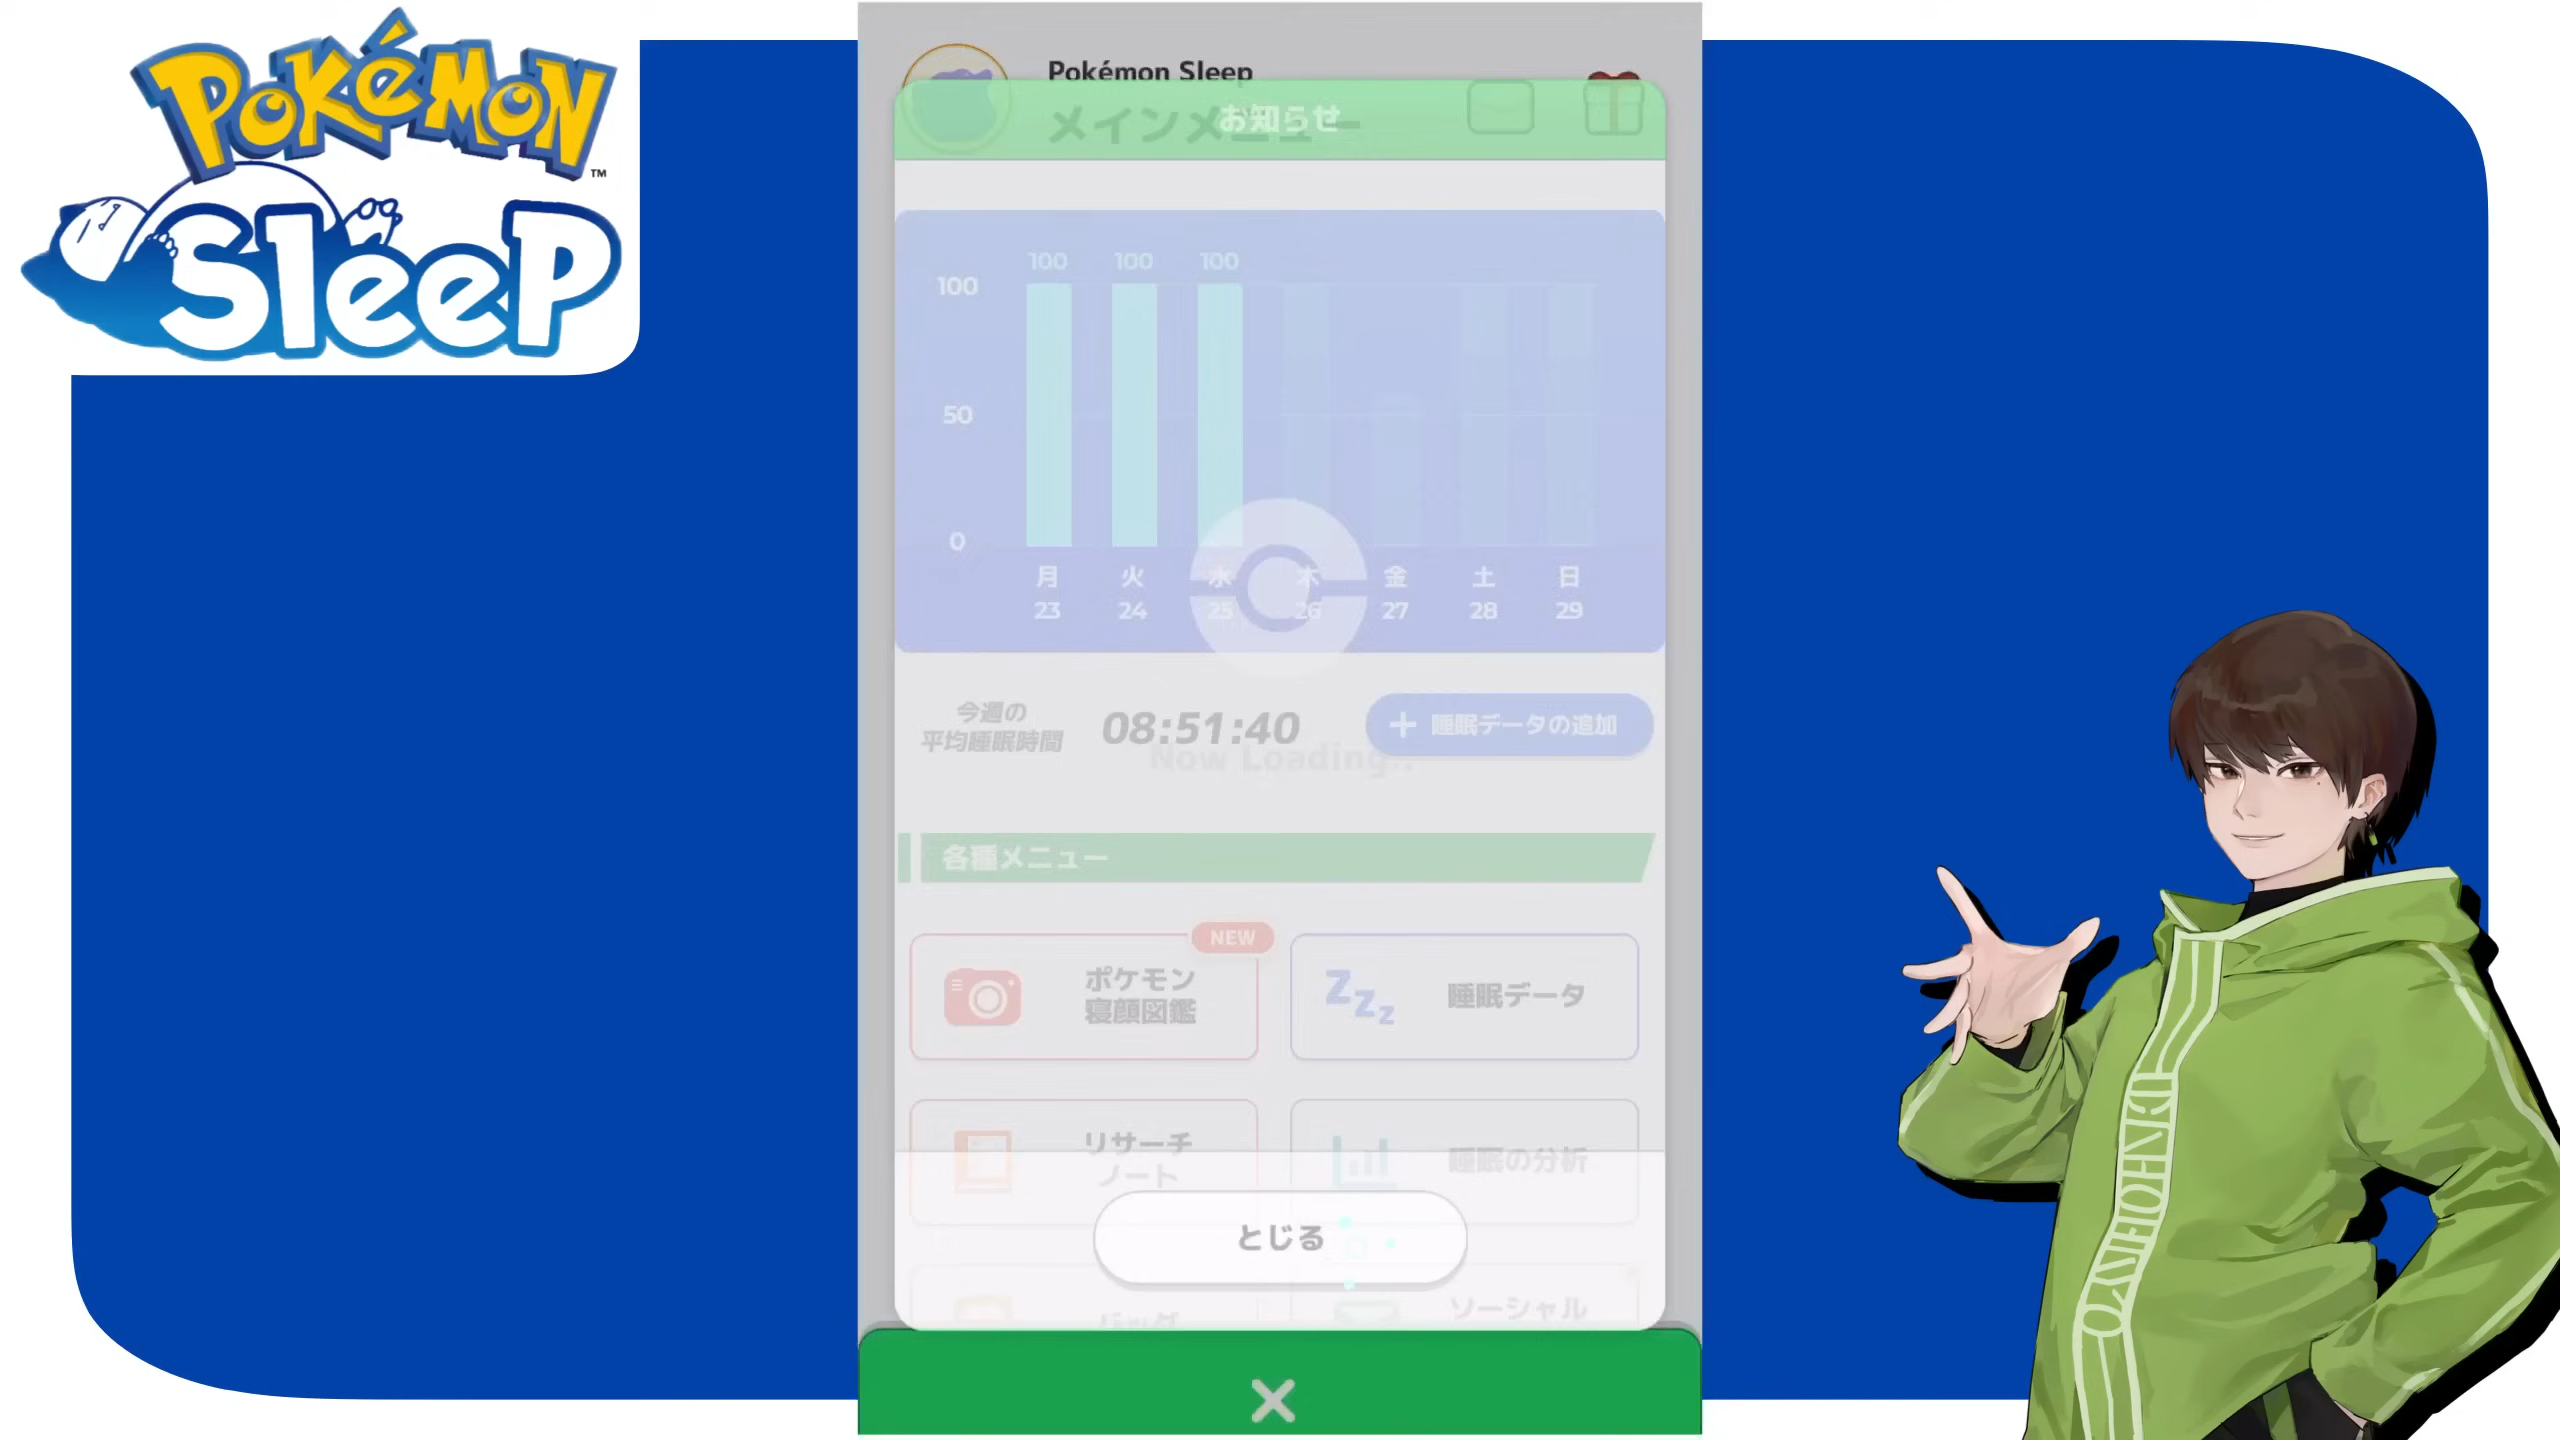 POKéMON
TM
SleeP
Pokémon Sleep
メインメニュー
お知らせ
100 100 100
100
50
0
月 火 水 木 金 土 日
23 24 25 26 27 28 29
今週の
平均睡眠時間
08:51:40
睡眠データの追加
Now Loading..
各種メニュー
NEW
ポケモン
寝顔図鑑
Zzz
睡眠データ
リサーチ
ノート
睡眠の分析
とじる
バッグ
ソーシャル